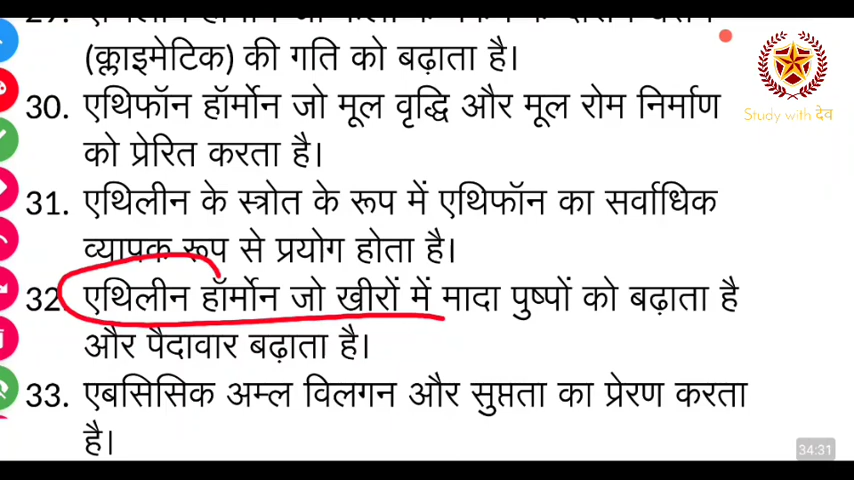 (क्लाइमेटिक) की गति को बढ़ाता है।
30. एथिफॉन हॉर्मोन जो मूल वृद्धि और मूल रोम निर्माण
को प्रेरित करता है।
31. एथिलीन के स्त्रोत के रूप में एथिफॉन का सर्वाधिक
व्यापक रूप से प्रयोग होता है।
32. एथिलीन हॉर्मोन जो खीरों में मादा पुष्पों को बढ़ाता है
और पैदावार बढ़ाता है।
33. एबसिसिक अम्ल विलगन और सुप्तता का प्रेरण करता
है।
Study with देव
34:31